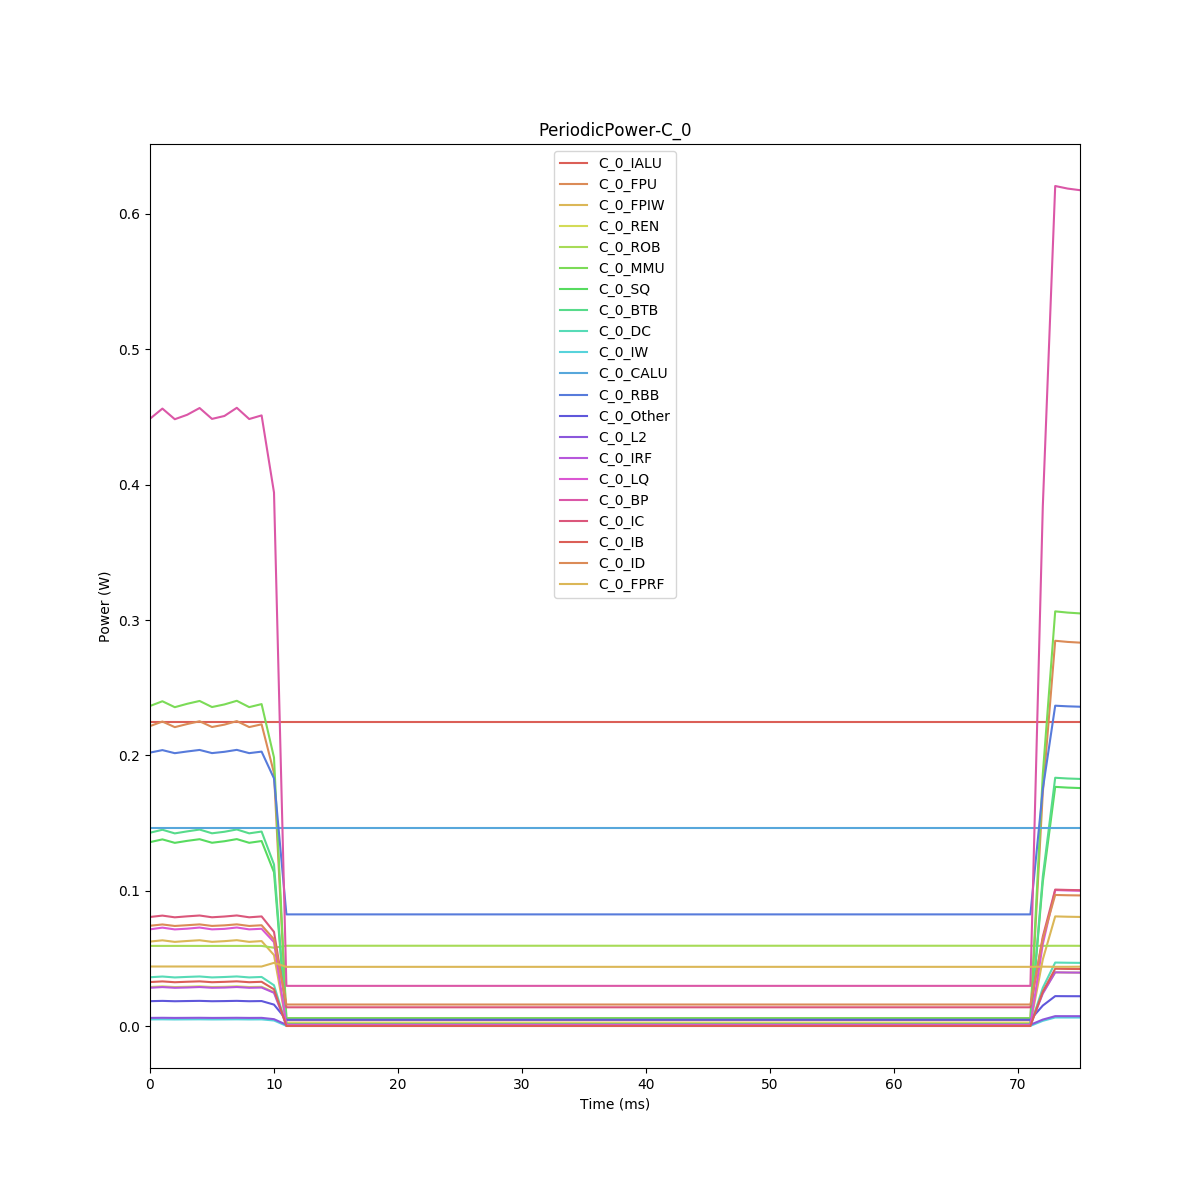 PeriodicPower-C_0
C_0_IALU
C_0_FPU
C_0_FPIW
C_0_REN
C_0_ROB
C_0_MMU
C_0_SQ
C_0_BTB
C_0_DC
C_0_IW
C_0_CALU
C_0_RBB
C_0_Other
C_0_L2
C_0_IRF
C_0_LQ
C_0_BP
C_0_IC
C_0_IB
C_0_ID
C_0_FPRF
0.6
0.5
0.4
0.3
0.2
0.1
0.0
Power (W)
0 10 20 30 40 50 60 70
Time (ms)